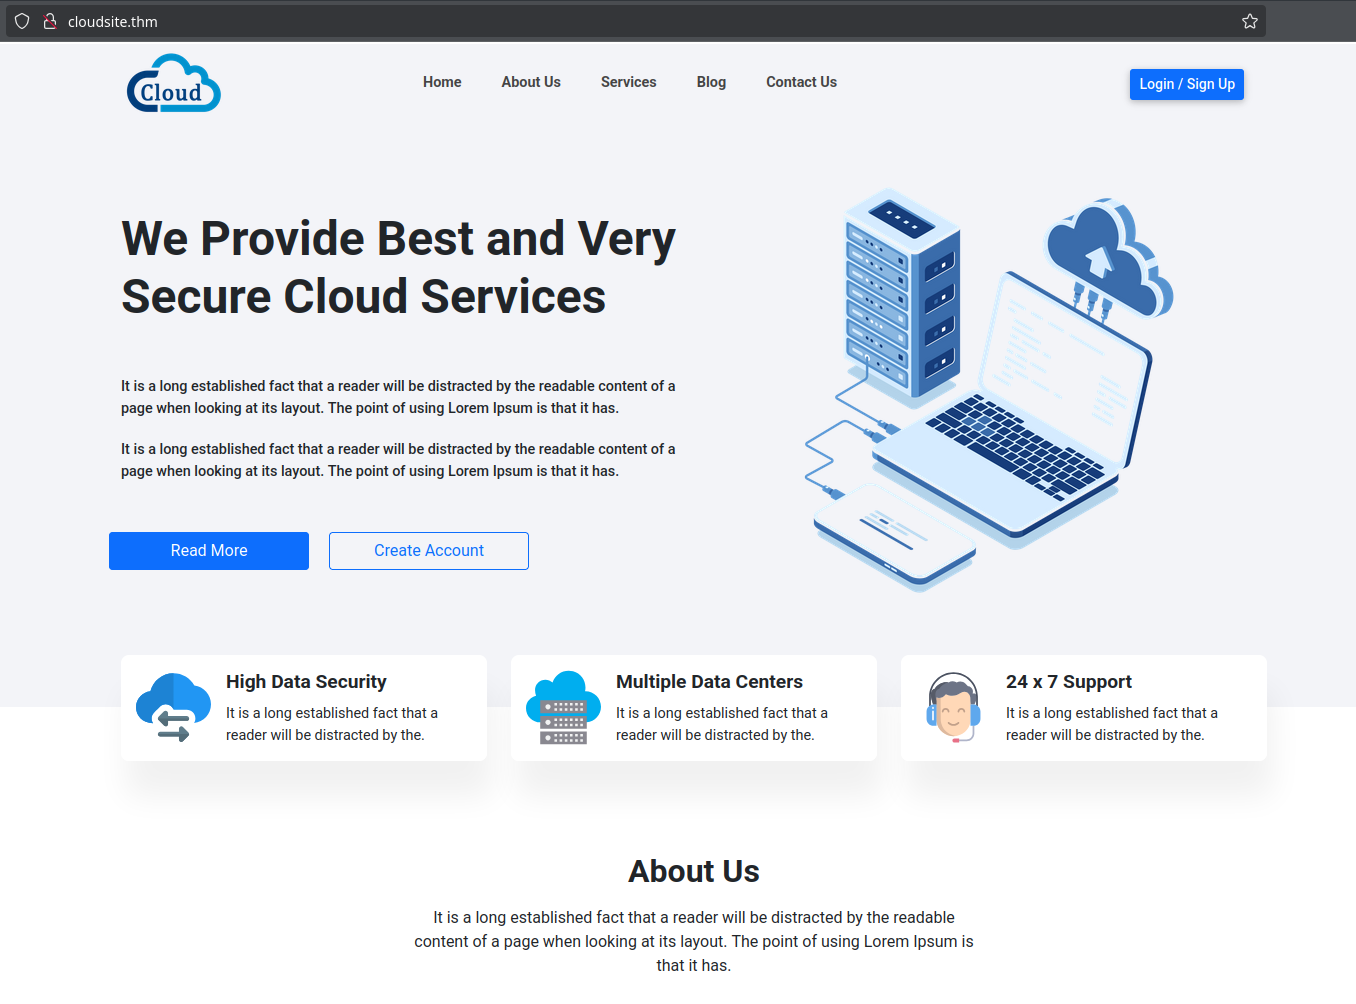 cloudsite.thm
Cloud
Home About Us Services Blog Contact Us
Login / Sign Up
We Provide Best and Very
Secure Cloud Services
It is a long established fact that a reader will be distracted by the readable content of a
page when looking at its layout. The point of using Lorem Ipsum is that it has.
It is a long established fact that a reader will be distracted by the readable content of a
page when looking at its layout. The point of using Lorem Ipsum is that it has.
Read More
Create Account
High Data Security
It is a long established fact that a
reader will be distracted by the.
Multiple Data Centers
It is a long established fact that a
reader will be distracted by the.
24 x 7 Support
It is a long established fact that a
reader will be distracted by the.
About Us
It is a long established fact that a reader will be distracted by the readable
content of a page when looking at its layout. The point of using Lorem Ipsum is
that it has.